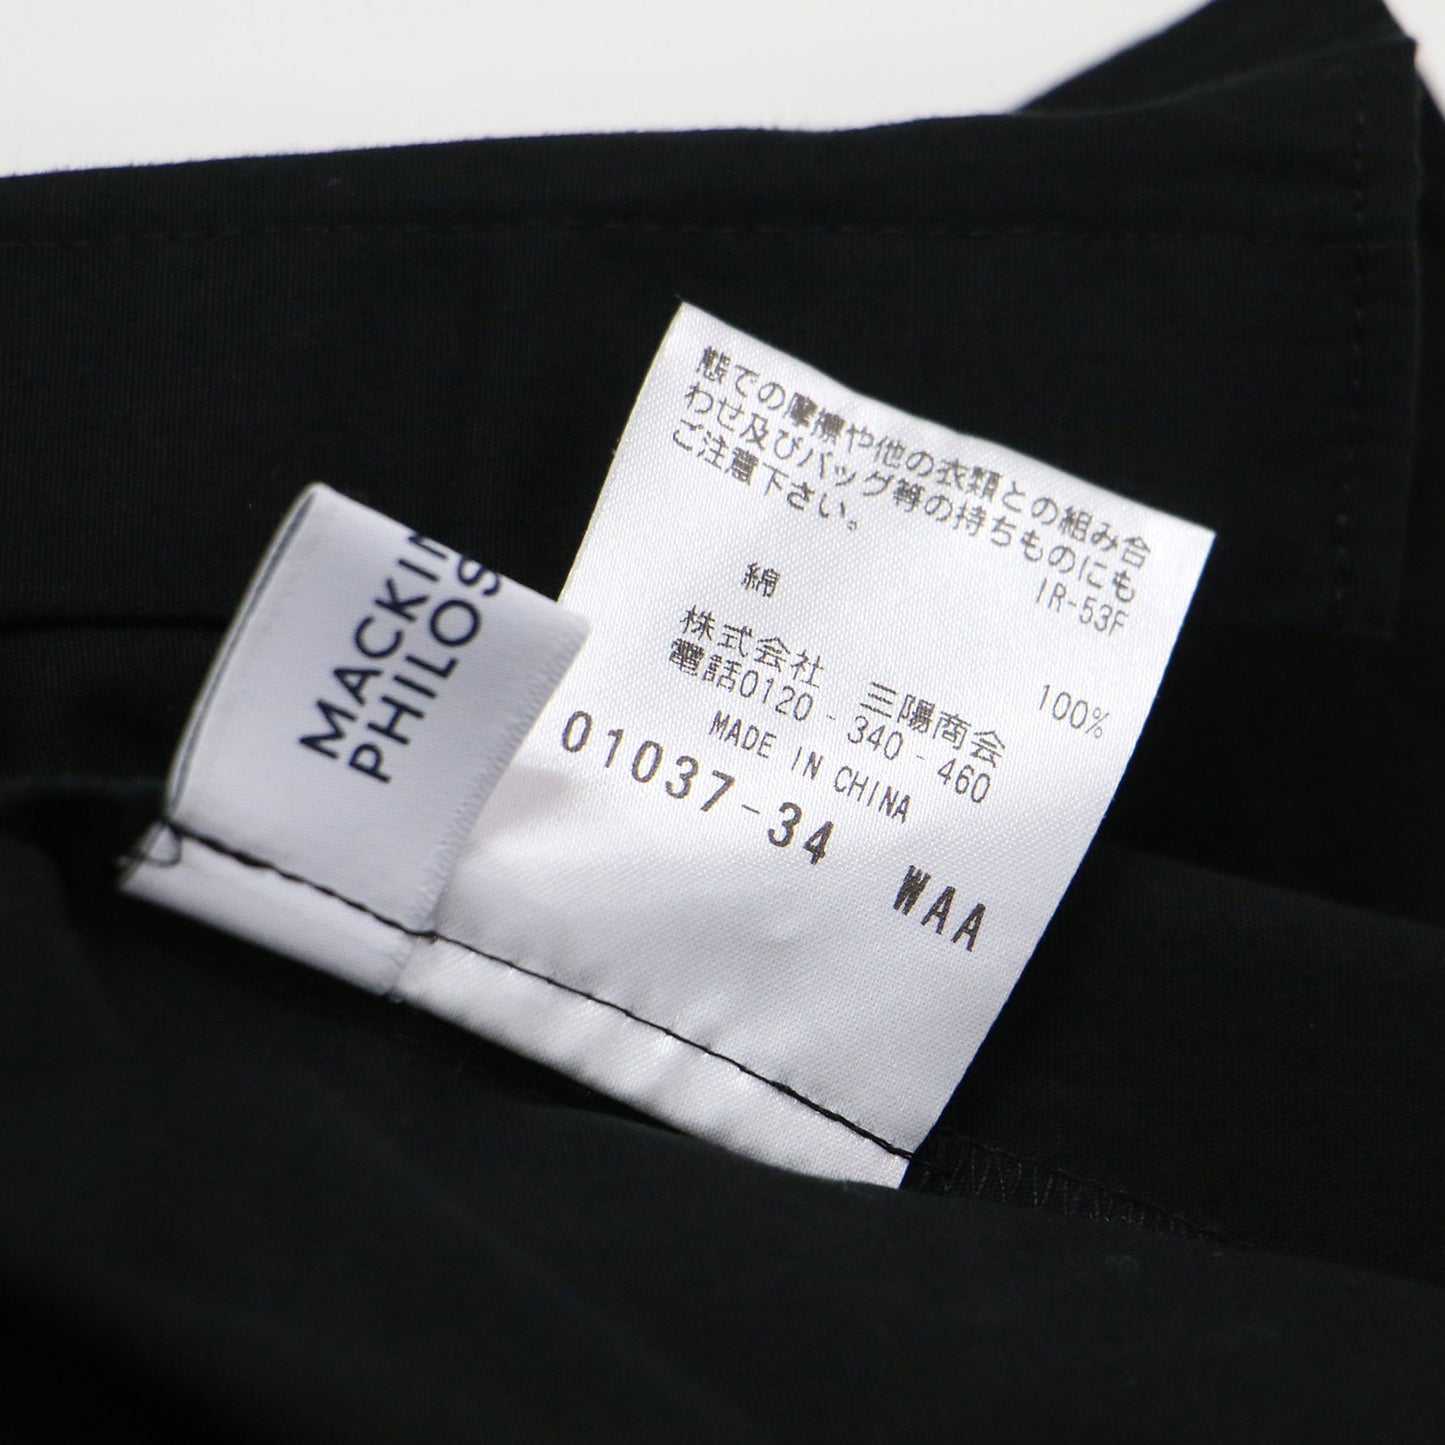 MACKIN
PHILOS
態での摩擦や他の衣類との組み合
わせ及びバッグ等の持ちものにも
ご注意下さい。
IR-53F
綿 100%
株式会社 三陽商会
電話0120-340-460
MADE IN CHINA
01037-34 WAA